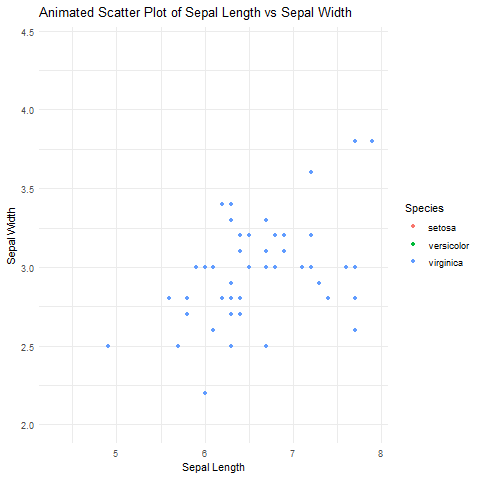 Animated Scatter Plot of Sepal Length vs Sepal Width
4.5
4.0
3.5
3.0
2.5
2.0
Sepal Width
5 6 7 8
Sepal Length
Species
setosa
versicolor
virginica